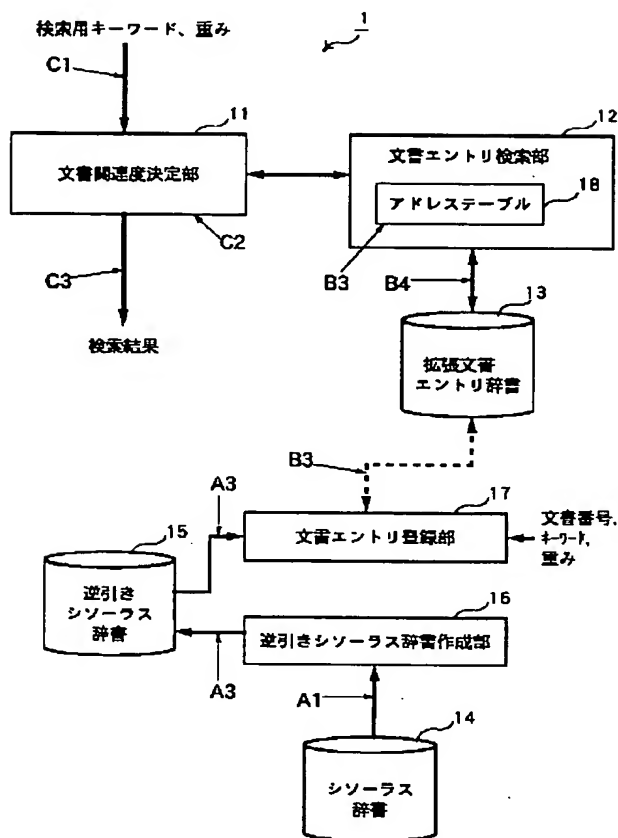 検索用キーワード、重み
1
C1
11
文書関連度決定部
12
文書エントリ検索部
18
アドレステーブル
C2
C3
B3
B4
13
検索結果
拡張文書
エントリ辞書
B3
A3
17
15
文書エントリ登録部
文書番号,
キーワード,
重み
逆引き
シソーラス
辞書
16
逆引きシソーラス辞書作成部
A3
A1
14
シソーラス
辞書